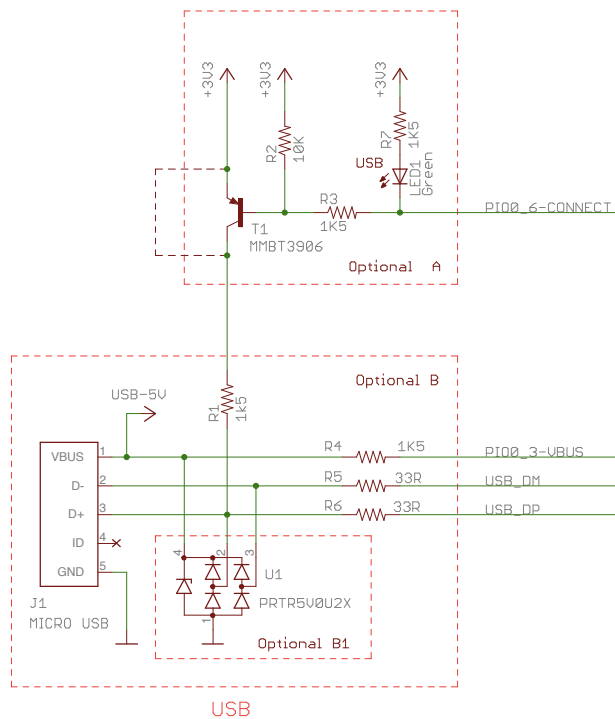 +3V3
+3V3
+3V3
R2
10K
R7
1K5
USB
LED1
Green
R3
1K5
PIO0_6-CONNECT
T1
MMBT3906
Optional A
Optional B
USB-5V
R1
1k5
VBUS
1
R4
1K5
PIO0_3-VBUS
D-
2
R5
33R
USB_DM
D+
3
R6
33R
USB_DP
ID
4
GND
5
4
2
3
U1
1
PRTR5V0U2X
J1
MICRO USB
Optional B1
USB